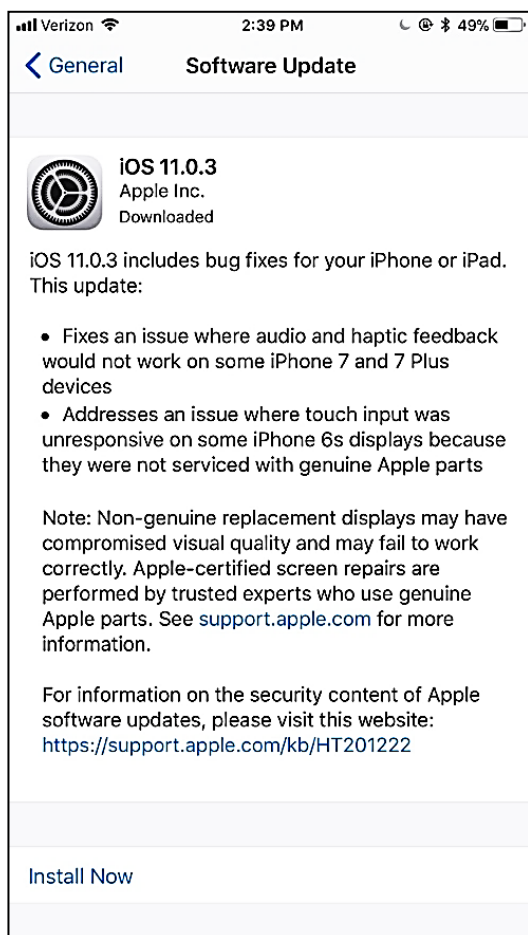 Verizon 2:39 PM 49%
General Software Update
iOS 11.0.3
Apple Inc.
Downloaded
iOS 11.0.3 includes bug fixes for your iPhone or iPad.
This update:
• Fixes an issue where audio and haptic feedback
would not work on some iPhone 7 and 7 Plus
devices
• Addresses an issue where touch input was
unresponsive on some iPhone 6s displays because
they were not serviced with genuine Apple parts
Note: Non-genuine replacement displays may have
compromised visual quality and may fail to work
correctly. Apple-certified screen repairs are
performed by trusted experts who use genuine
Apple parts. See support.apple.com for more
information.
For information on the security content of Apple
software updates, please visit this website:
https://support.apple.com/kb/HT201222
Install Now